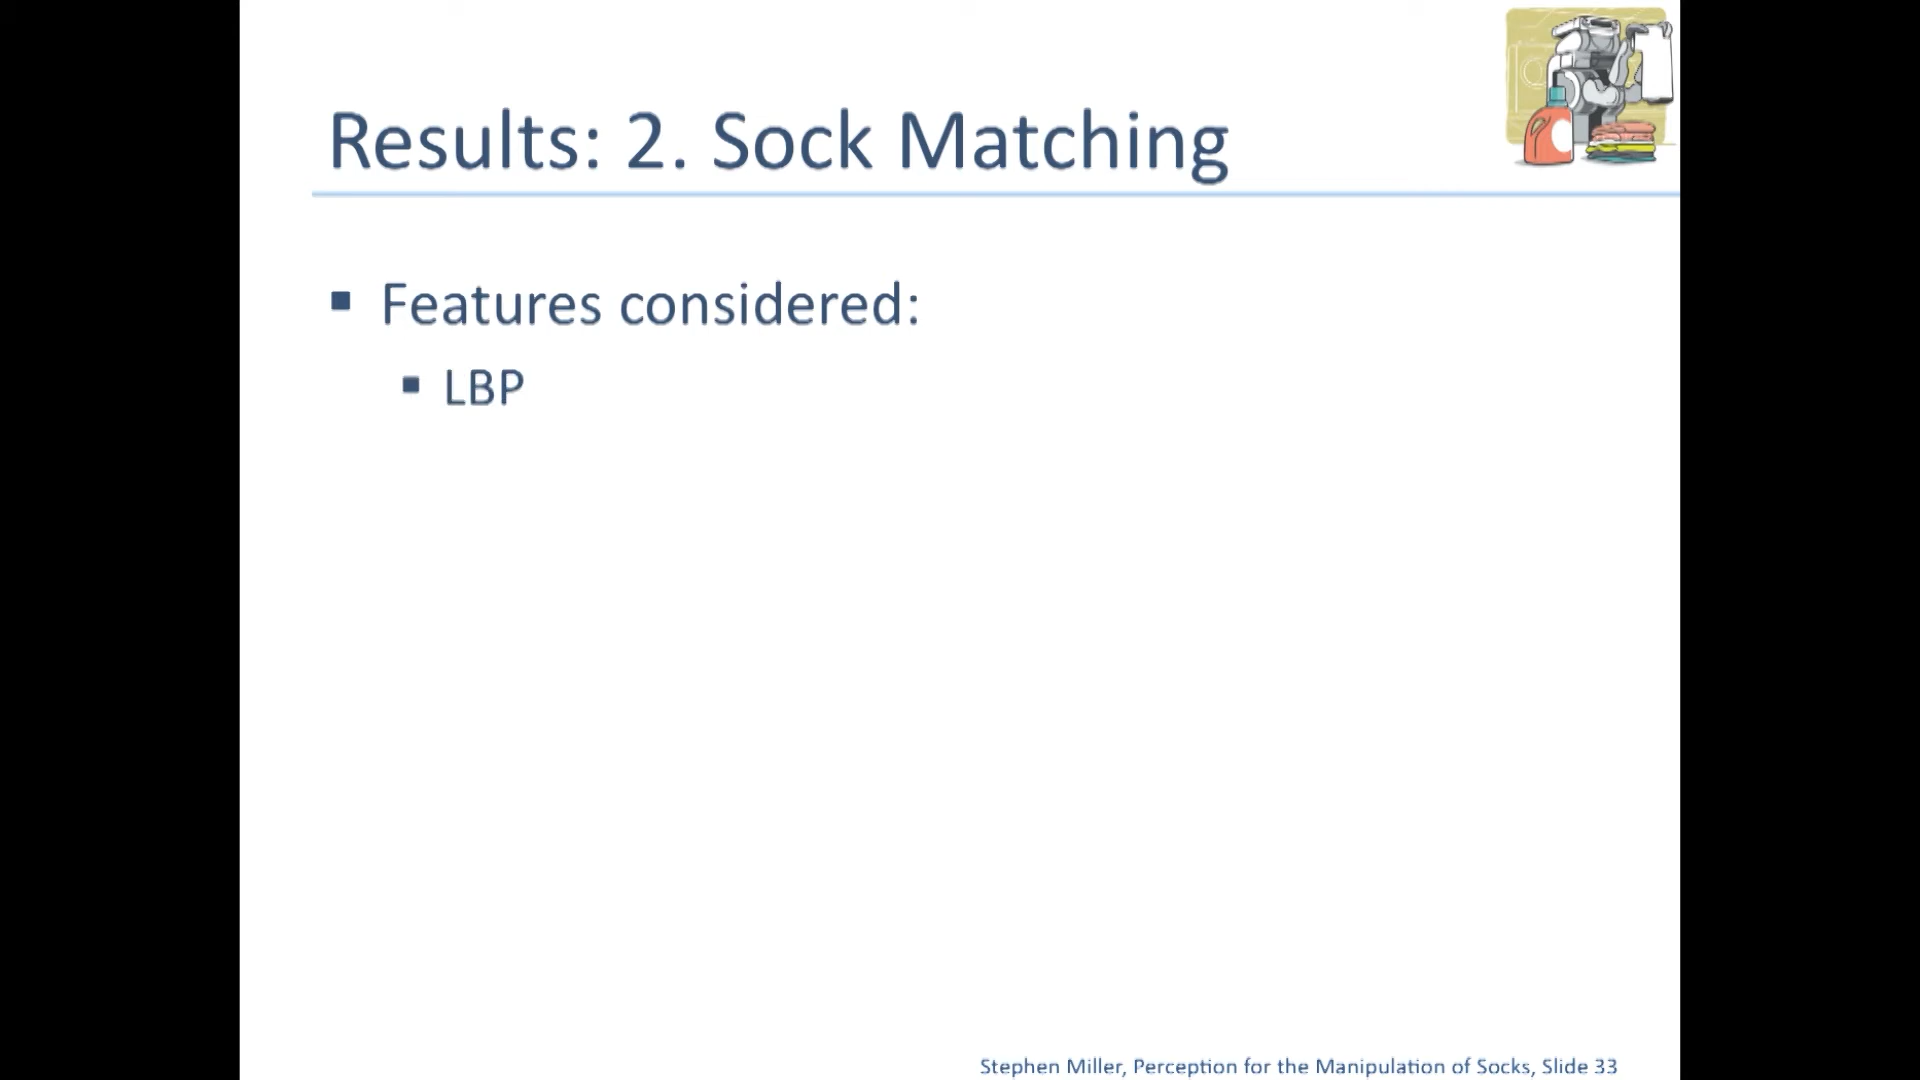 Results: 2. Sock Matching
Features considered:
LBP
Stephen Miller, Perception for the Manipulation of Socks, Slide 33